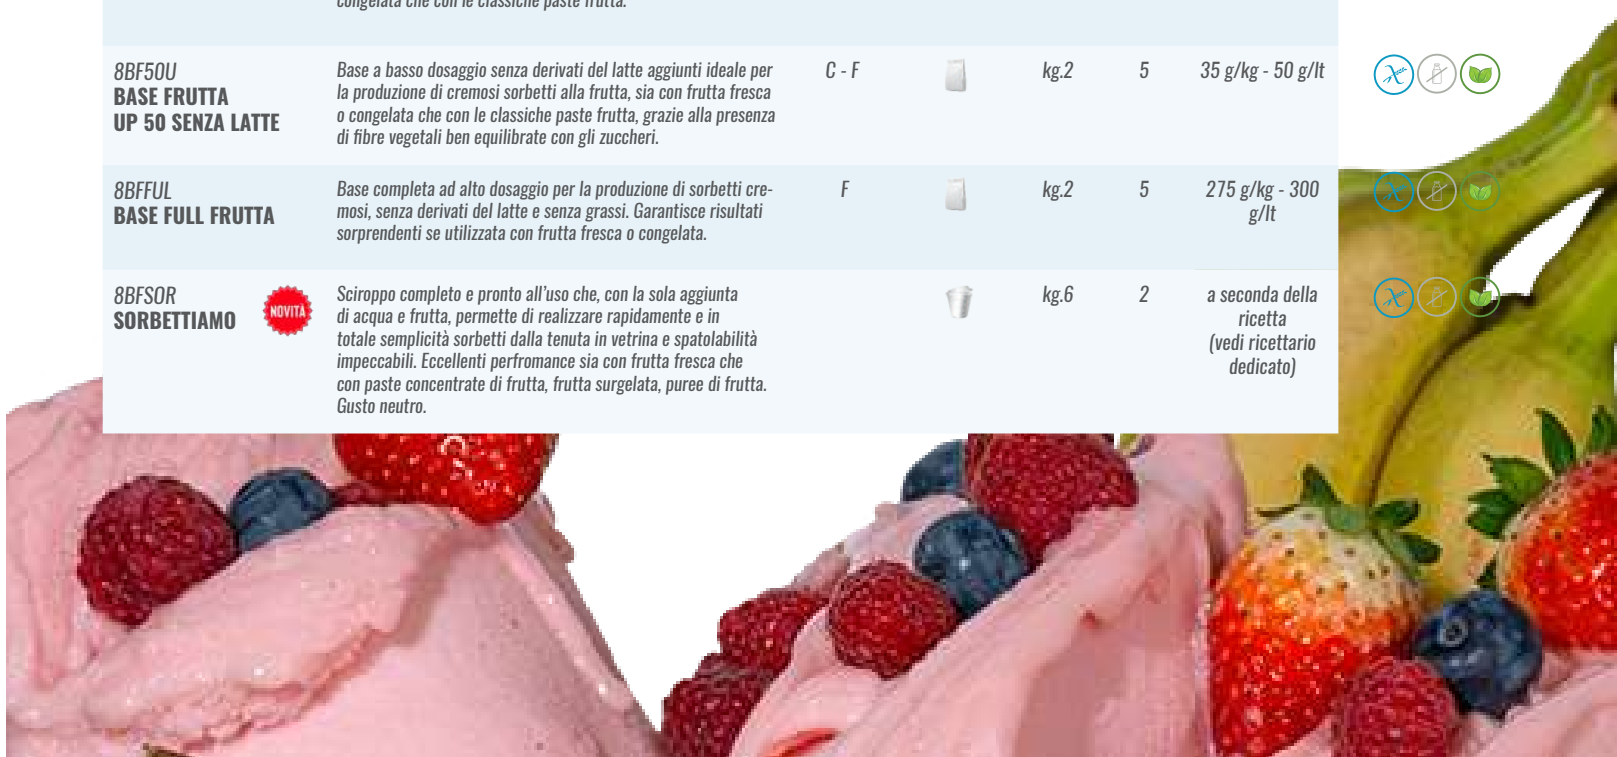 congelata che con le classiche paste frutta.
8BF50U
BASE FRUTTA
UP 50 SENZA LATTE
Base a basso dosaggio senza derivati del latte aggiunti ideale per
la produzione di cremosi sorbetti alla frutta, sia con frutta fresca
o congelata che con le classiche paste frutta, grazie alla presenza
di fibre vegetali ben equilibrate con gli zuccheri.
C - F
kg.2
5
35 g/kg - 50 g/lt
8BFFUL
BASE FULL FRUTTA
Base completa ad alto dosaggio per la produzione di sorbetti cre-
mosi, senza derivati del latte e senza grassi. Garantisce risultati
sorprendenti se utilizzata con frutta fresca o congelata.
F
kg.2
5
275 g/kg - 300
g/lt
8BFSOR
SORBETTIAMO
NOVITÀ
Sciroppo completo e pronto all'uso che, con la sola aggiunta
di acqua e frutta, permette di realizzare rapidamente e in
totale semplicità sorbetti dalla tenuta in vetrina e spatolabilità
impeccabili. Eccellenti perfromance sia con frutta fresca che
con paste concentrate di frutta, frutta surgelata, puree di frutta.
Gusto neutro.
kg.6
2
a seconda della
ricetta
(vedi ricettario
dedicato)